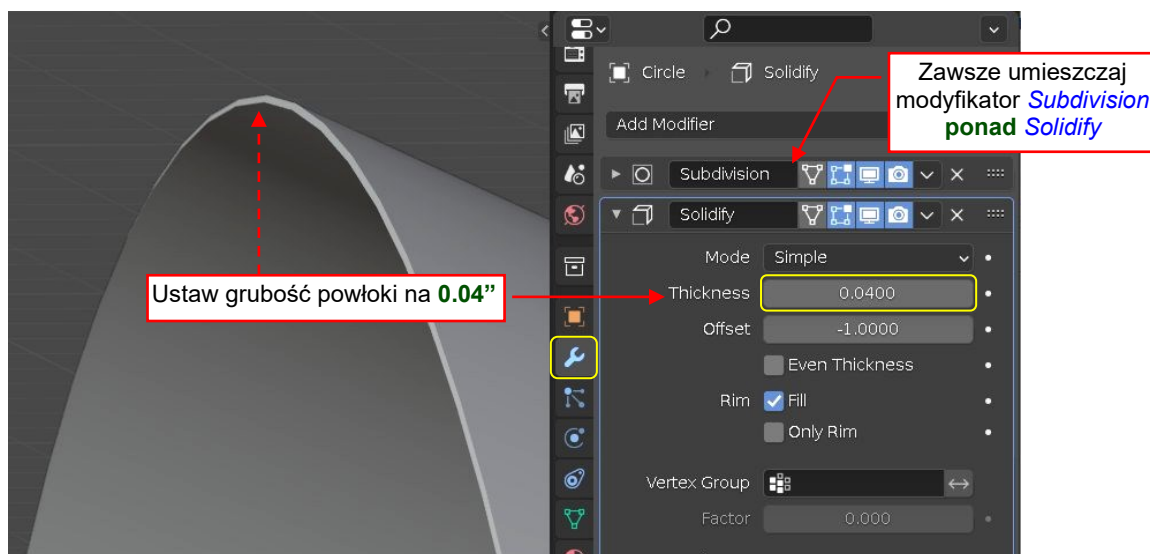 Circle Solidify
Zawsze umieszczaj
modyfikator Subdivision
ponad Solidify
Add Modifier
Subdivision
Solidify
Mode Simple
Ustaw grubość powłoki na 0.04”
Thickness 0.0400
Offset -1.0000
Even Thickness
Rim Fill
Only Rim
Vertex Group
Factor 0.000